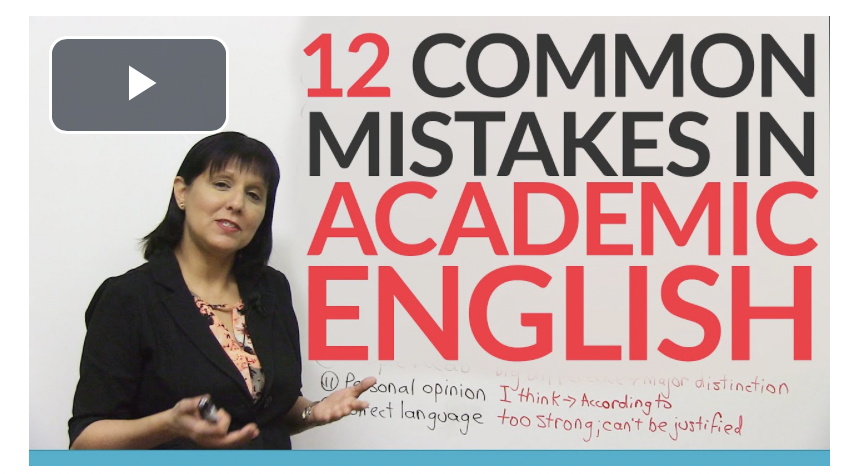 12 COMMON
MISTAKES IN
ACADEMIC
ENGLISH
major distinction
11 Personal opinion I think → According to
language too strong; can't be justified